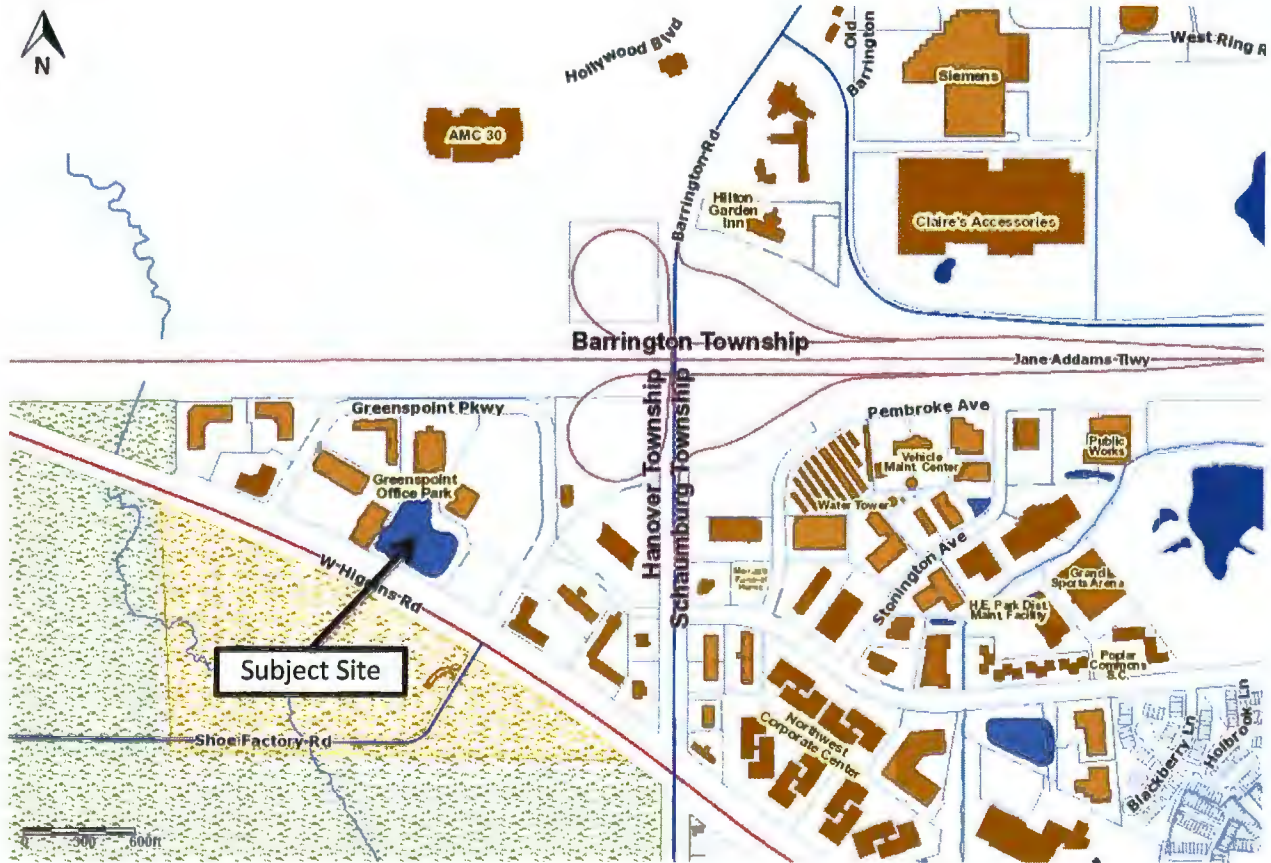 N
Hollywood Blvd
Old
Barrington
West Ring R
Siemens
AMC 30
Barrington Rd
Hilton
Garden
Inn
Claire's Accessories
Barrington Township
Jane Addams Tlwy
Hanover Township
Schaumburg Township
Greenspoint Pkwy
Pembroke Ave
Public
Works
Vehicle
Maint. Center
Greenspoint
Office Park
Water Tower
W Higgins Rd
Stonington Ave
Grand
Sports Arena
H.E. Park Dist.
Maint. Facility
Subject Site
Poplar
Commons
S.C.
Shoe Factory Rd
Northwest
Corporate Center
Blackberry Ln
Holbrook Ln
0
300
600ft